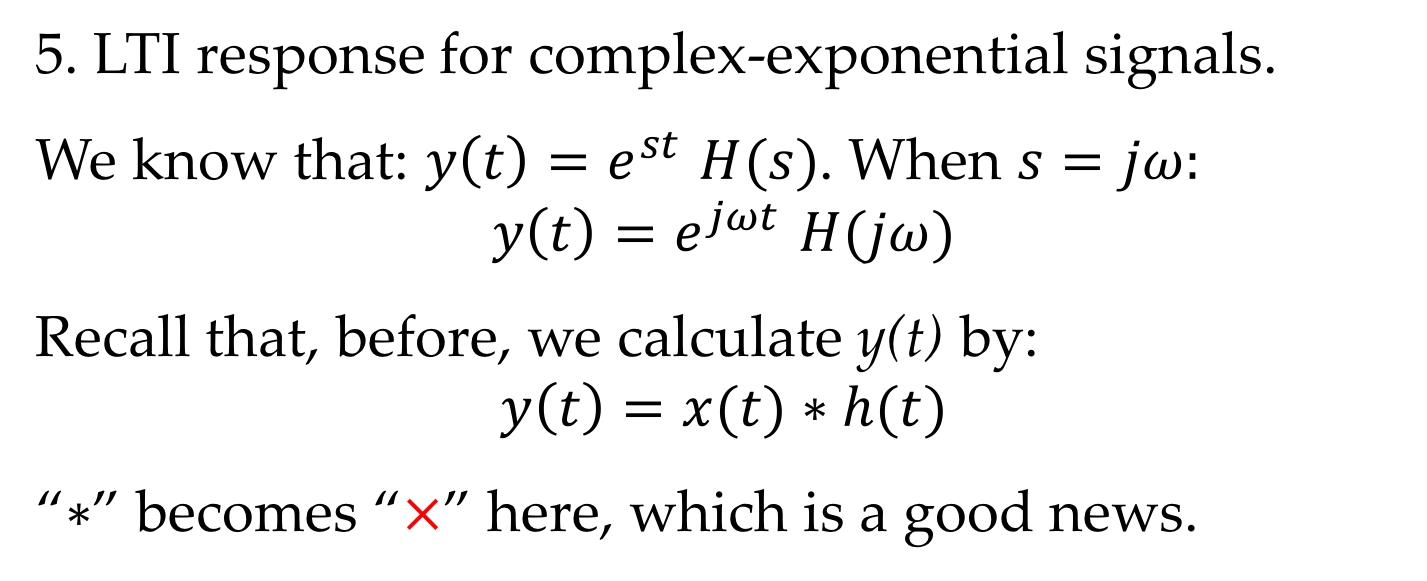 5. LTI response for complex-exponential signals.
We know that: y(t) = e^{st} H(s). When s = jω:
y(t) = e^{jωt} H(jω)
Recall that, before, we calculate y(t) by:
y(t) = x(t) ∗ h(t)
“∗” becomes “×” here, which is a good news.